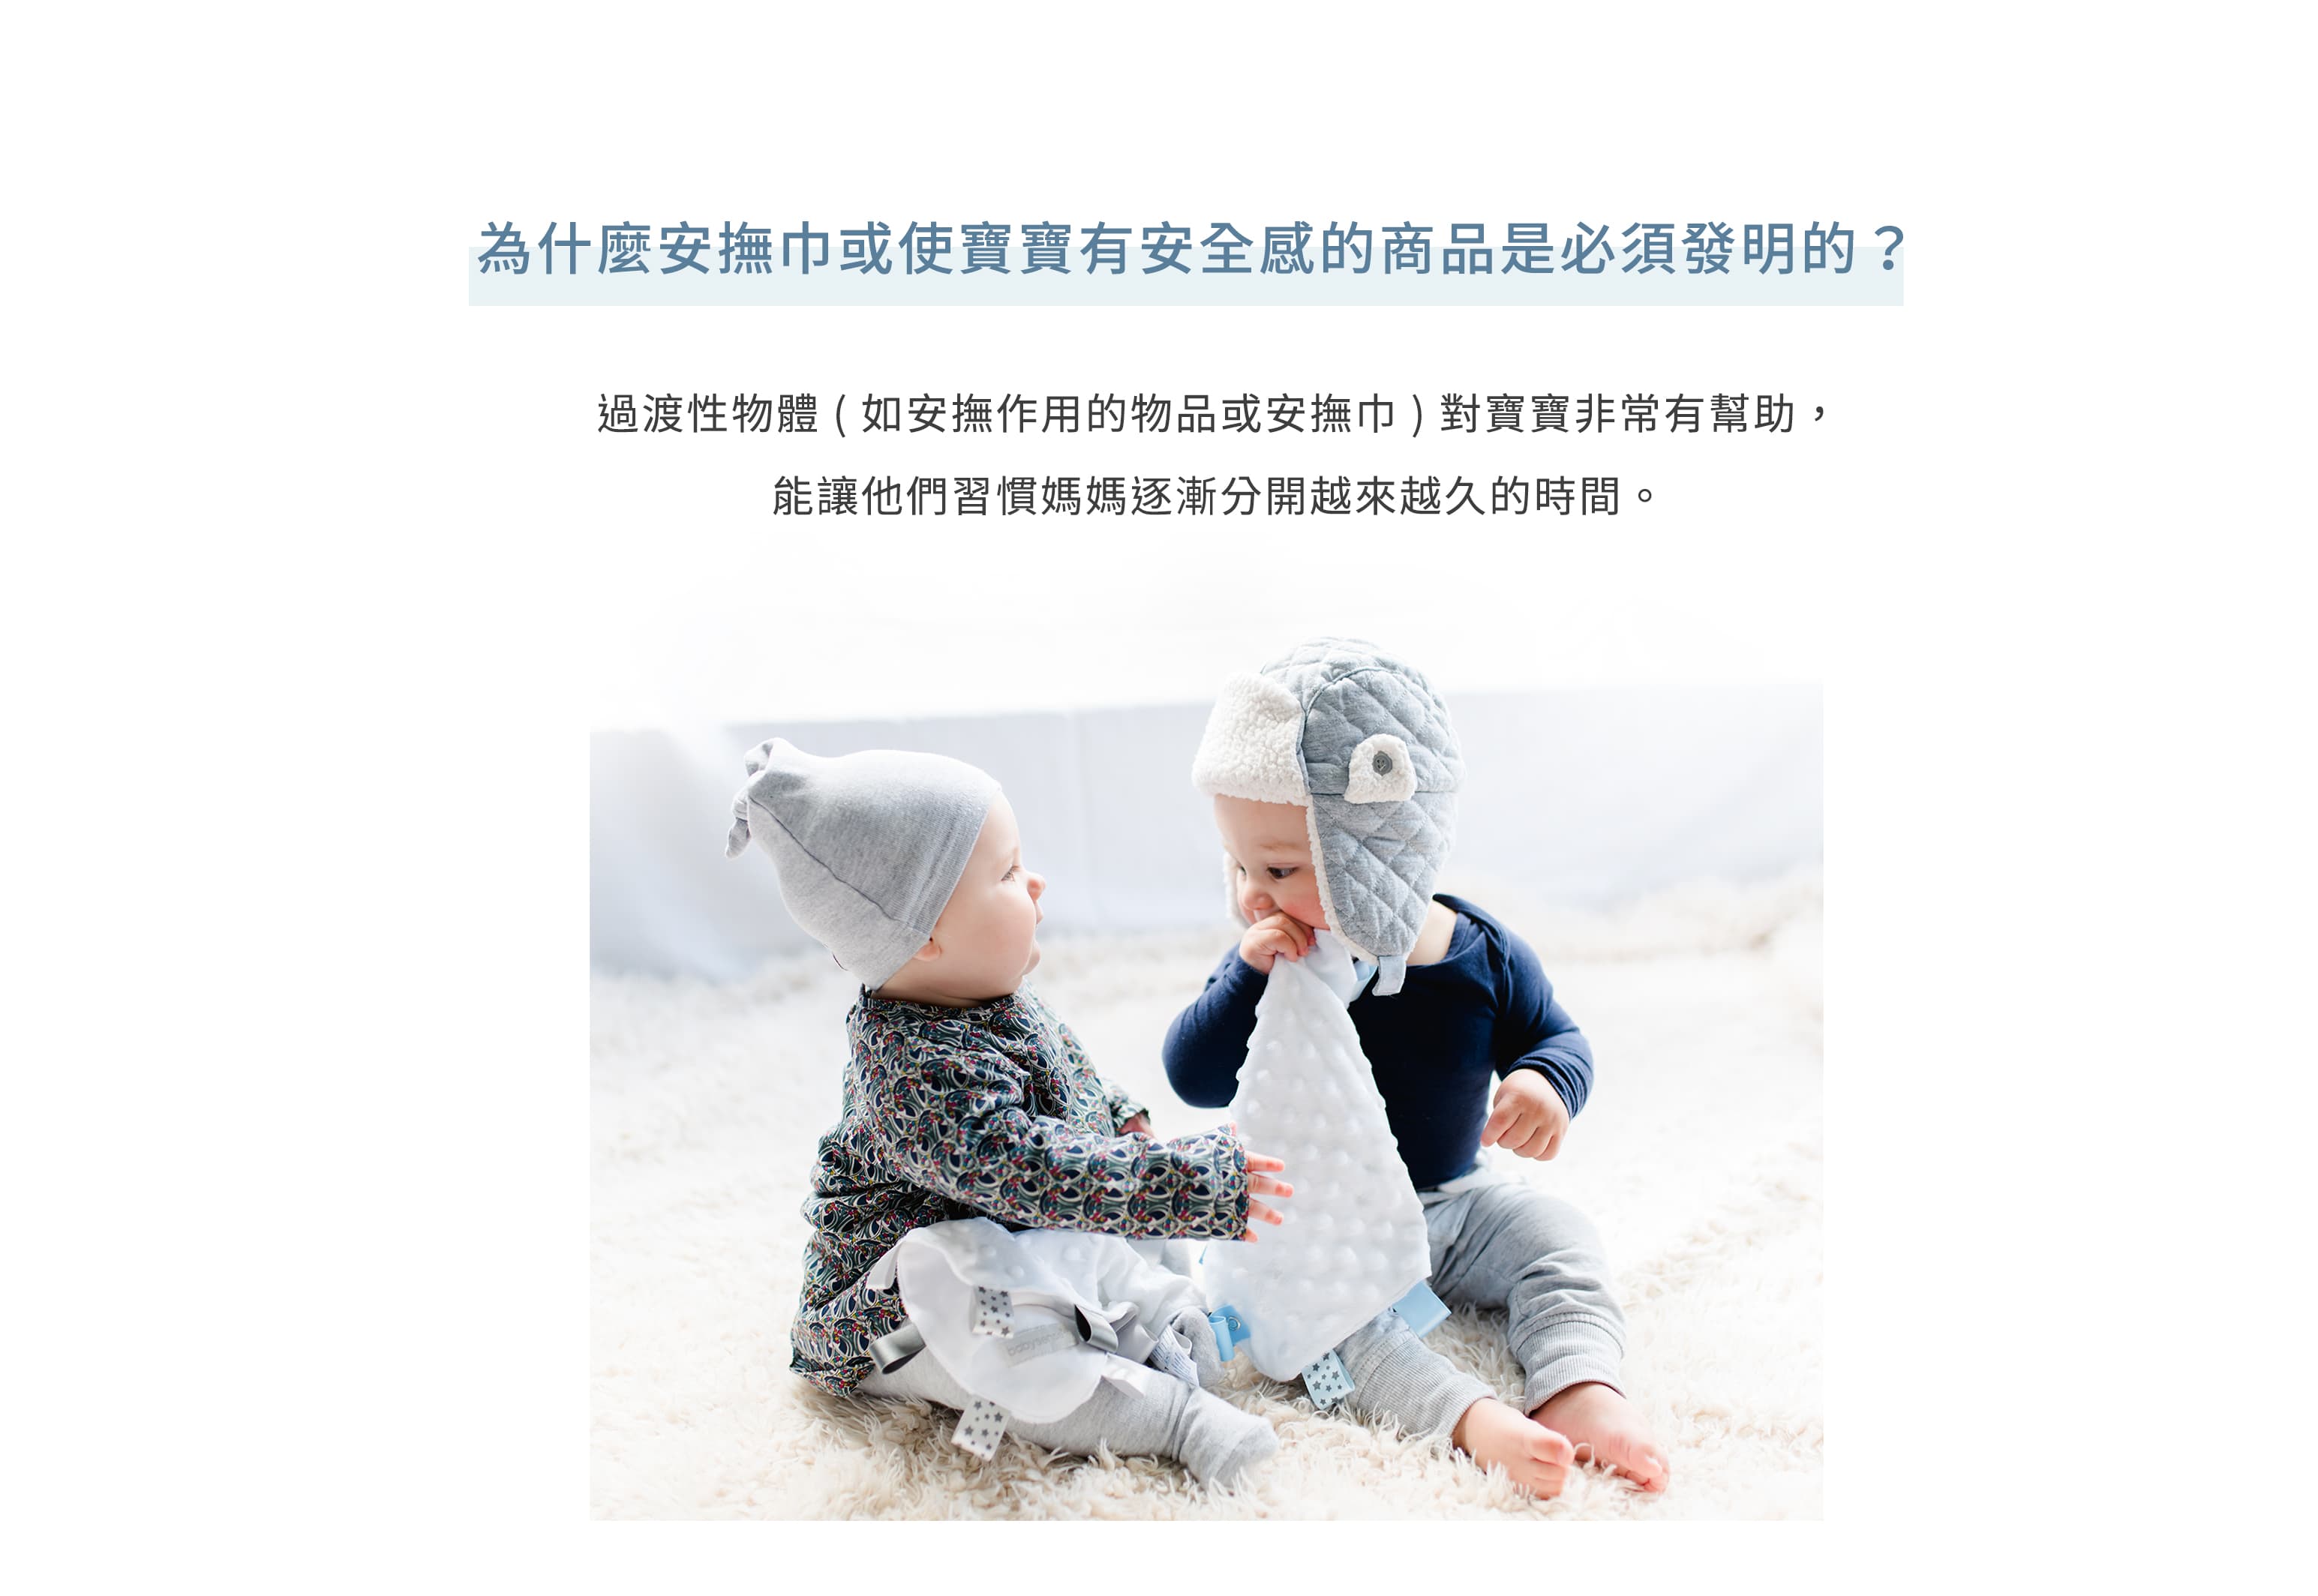 為什麼安撫巾或使寶寶有安全感的商品是必須發明的？
過渡性物體 ( 如安撫作用的物品或安撫巾 ) 對寶寶非常有幫助，
能讓他們習慣媽媽逐漸分開越來越久的時間。